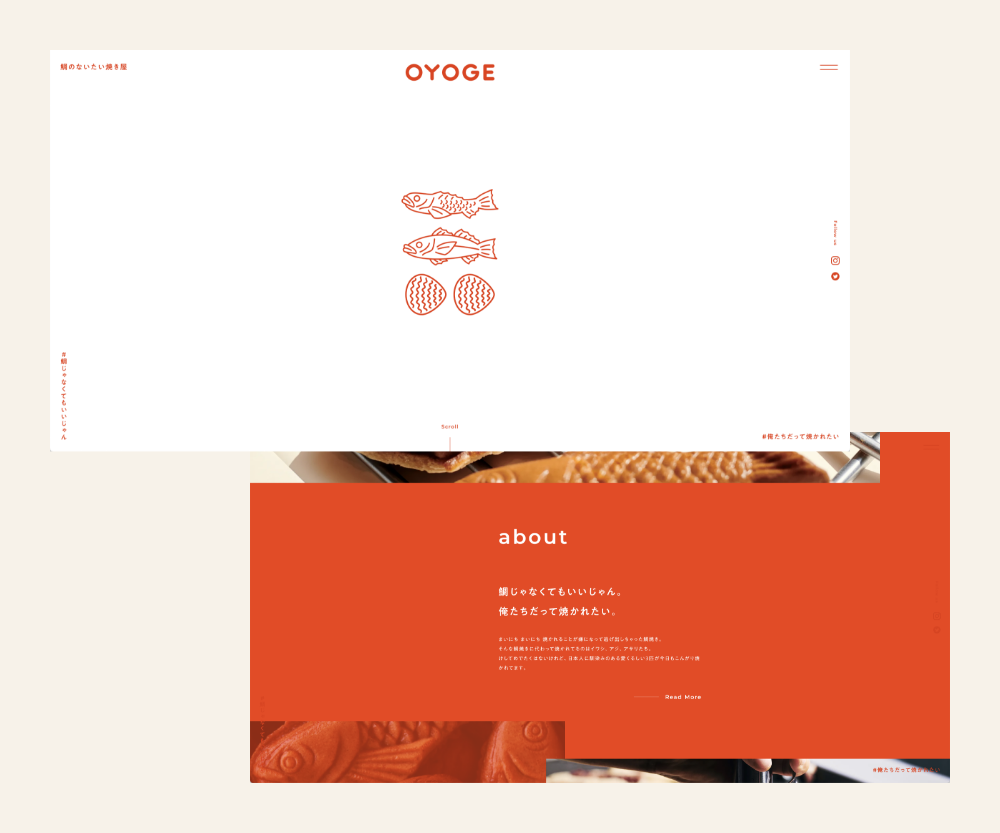 鯛のないたい焼き屋
OYOGE
Follow us
#鯛じゃなくてもいいじゃん
Scroll
#俺たちだって焼かれたい
about
鯛じゃなくてもいいじゃん。
俺たちだって焼かれたい。
まいにち まいにち 焼かれることが嫌になって逃げ出しちゃった鯛焼き。
そんな鯛焼きに代わって焼かれてるのはイワシ、アジ、アサリたち。
けしてめでたくはないけれど、日本人に馴染みのある愛くるしい3匹が今日もこんがり焼
かれてます。
Read More
#俺たちだって焼かれたい